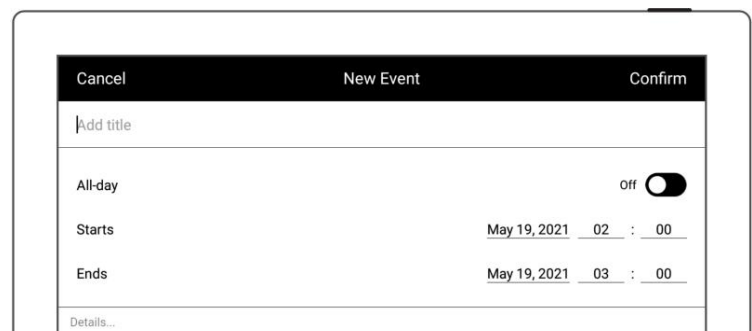 Cancel New Event Confirm
Add title
All-day Off
Starts May 19, 2021 02 : 00
Ends May 19, 2021 03 : 00
Details...